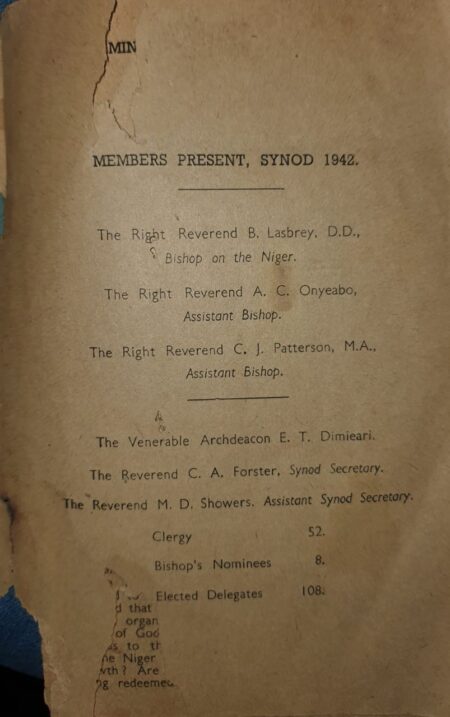 MIN
MEMBERS PRESENT, SYNOD 1942.
The Right Reverend B. Lasbrey, D.D.,
Bishop on the Niger.
The Right Reverend A. C. Onyeabo,
Assistant Bishop.
The Right Reverend C. J. Patterson, M.A.,
Assistant Bishop.
The Venerable Archdeacon E. T. Dimieari.
The Reverend C. A. Forster, Synod Secretary.
The Reverend M. D. Showers, Assistant Synod Secretary.
Clergy 52.
Bishop's Nominees 8.
Elected Delegates 108.
d that
organ
of God
to th
Niger
? Are
redeemed